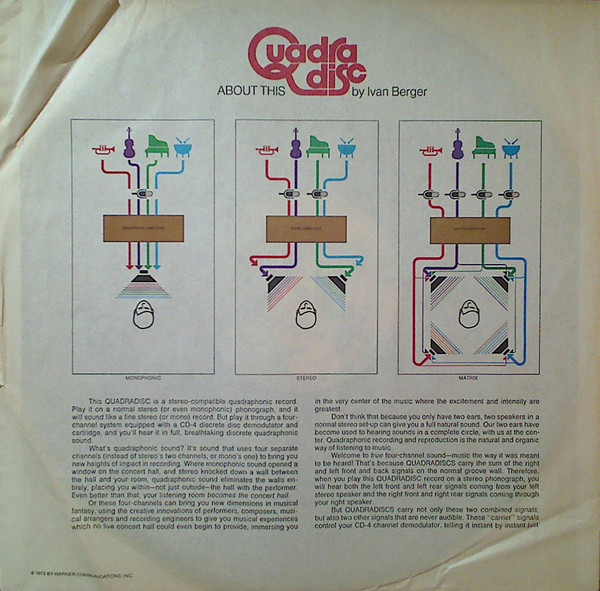 Quadra
disc
ABOUT THIS by Ivan Berger
MONOPHONIC
STEREO
MATRIX
This QUADRADISC is a stereo-compatible quadraphonic record.
Play it on a normal stereo (or even monophonic) phonograph, and it
will sound like a fine stereo (or mono) record. But play it through a four-
channel system equipped with a CD-4 discrete disc demodulator and
cartridge, and you'll hear it in full, breathtaking discrete quadraphonic
sound.
What's quadraphonic sound? It's sound that uses four separate
channels (instead of stereo's two channels, or mono's one) to bring you
new heights of impact in recording. Where monophonic sound opened a
window on the concert hall, and stereo knocked down a wall between
the hall and your room, quadraphonic sound eliminates the walls en-
tirely, placing you within—not just outside—the hall with the performer.
Even better than that, your listening room becomes the concert hall.
Or these four-channels can bring you new dimensions in musical
fantasy, using the creative innovations of performers, composers, musi-
cal arrangers and recording engineers to give you musical experiences
which no live concert hall could even begin to provide, immersing you
in the very center of the music where the excitement and intensity are
greatest.
Don't think that because you only have two ears, two speakers in a
normal stereo set-up can give you a full natural sound. Our two ears have
become used to hearing sounds in a complete circle, with us at the cen-
ter. Quadraphonic recording and reproduction is the natural and organic
way of listening to music.
Welcome to true four-channel sound—music the way it was meant
to be heard! That's because QUADRADISCS carry the sum of the right
and left front and back signals on the normal groove wall. Therefore,
when you play this QUADRADISC record on a stereo phonograph, you
will hear both the left front and left rear signals coming from your left
stereo speaker and the right front and right rear signals coming through
your right speaker.
But QUADRADISCS carry not only these two combined signals,
but also two other signals that are never audible. These "carrier" signals
control your CD-4 channel demodulator, telling it instant by instant just
© 1973 BY WARNER COMMUNICATIONS, INC.